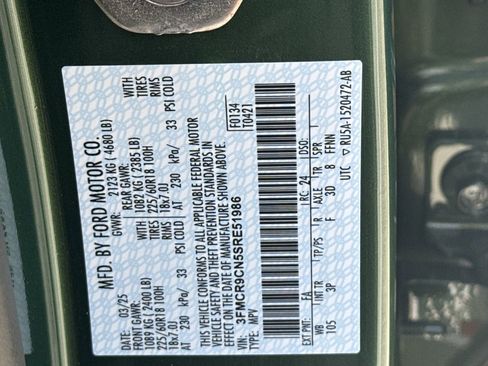 MFD. BY FORD MOTOR CO.
DATE: 03/25 GVWR: 2123 KG ( 4680 LB)
FRONT GAWR: REAR GAWR: WITH
1089 KG ( 2400 LB) 1082 KG ( 2385 LB) TIRES
225/60R18 100H 225/60R18 100H RIMS
18x7.0J 18x7.0J
AT 230 kPa/ 33 PSI COLD AT 230 kPa/ 33 PSI COLD
THIS VEHICLE CONFORMS TO ALL APPLICABLE FEDERAL MOTOR
VEHICLE SAFETY AND THEFT PREVENTION STANDARDS IN
EFFECT ON THE DATE OF MANUFACTURE SHOWN ABOVE.
VIN: 3FMCR9CN5SRE51986
TYPE: MPV
F0134
T0421
EXT PNT: FA RC: 24 DSO:
WB INT TR TP/PS R AXLE TR SPR
105 3P F 3D 8 FFNN
UTC RU5A-1520472-AB